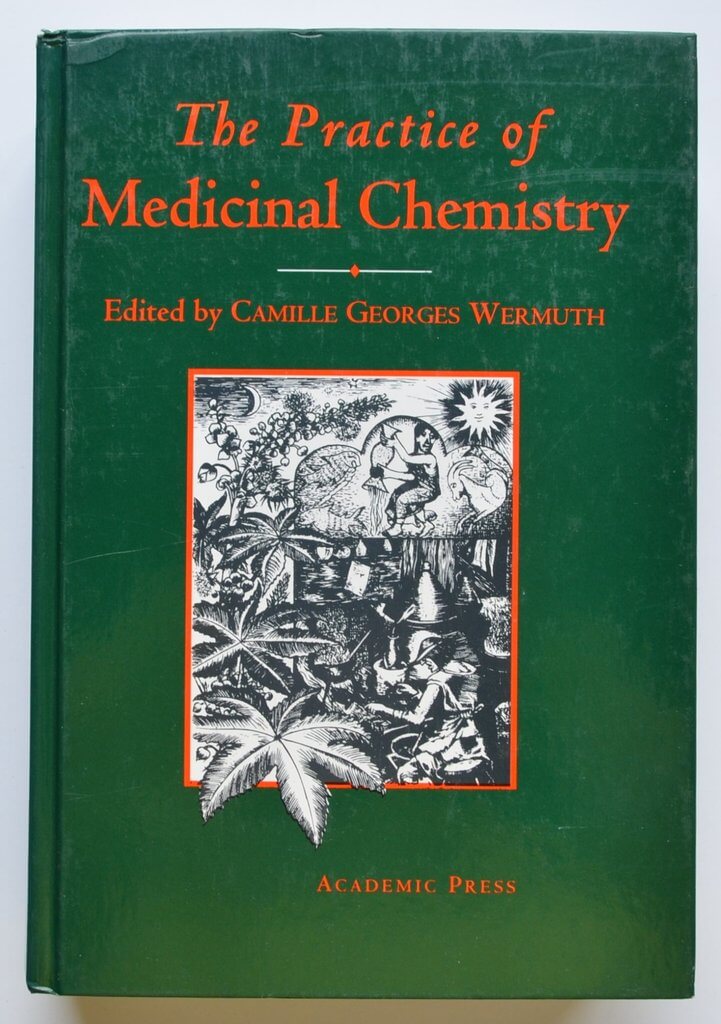 The Practice of
Medicinal Chemistry
Edited by CAMILLE GEORGES WERMUTH
ACADEMIC PRESS